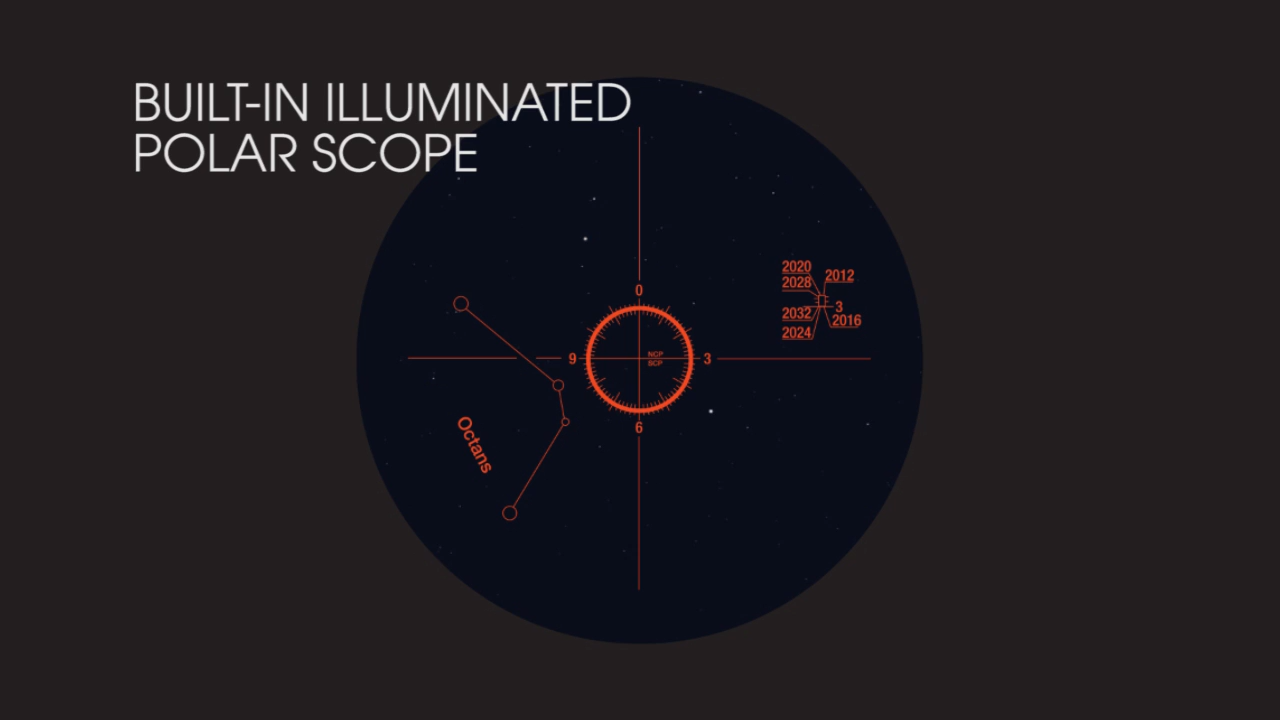 BUILT-IN ILLUMINATED
POLAR SCOPE
2020
2012
2028
0
3
2032
2016
2024
9
NCP
SCP
3
6
Octans